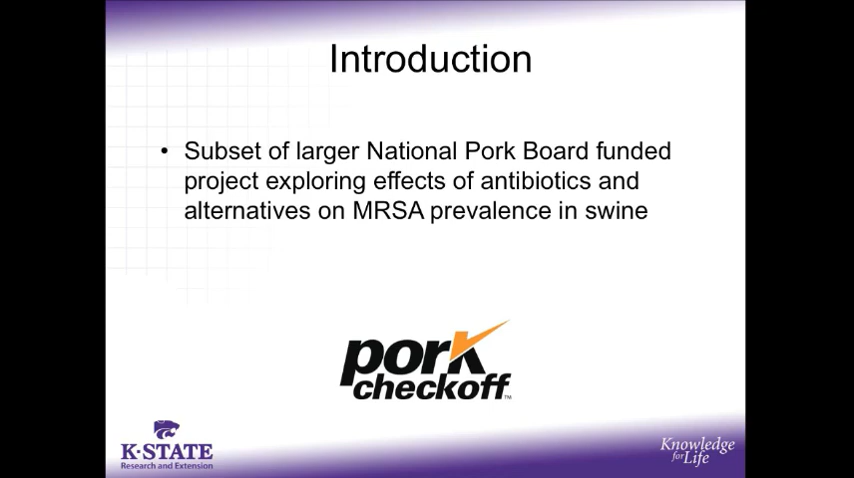 Introduction
• Subset of larger National Pork Board funded
project exploring effects of antibiotics and
alternatives on MRSA prevalence in swine
pork
checkoff™
K-STATE
Research and Extension
Knowledge
for Life